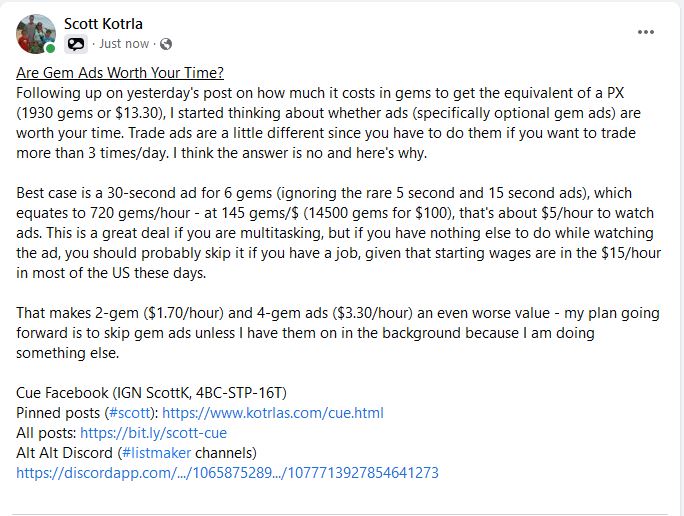 Scott Kotrla
· Just now ·
Are Gem Ads Worth Your Time?
Following up on yesterday's post on how much it costs in gems to get the equivalent of a PX
(1930 gems or $13.30), I started thinking about whether ads (specifically optional gem ads) are
worth your time. Trade ads are a little different since you have to do them if you want to trade
more than 3 times/day. I think the answer is no and here's why.
Best case is a 30-second ad for 6 gems (ignoring the rare 5 second and 15 second ads), which
equates to 720 gems/hour - at 145 gems/$ (14500 gems for $100), that's about $5/hour to watch
ads. This is a great deal if you are multitasking, but if you have nothing else to do while watching
the ad, you should probably skip it if you have a job, given that starting wages are in the $15/hour
in most of the US these days.
That makes 2-gem ($1.70/hour) and 4-gem ads ($3.30/hour) an even worse value - my plan going
forward is to skip gem ads unless I have them on in the background because I am doing
something else.
Cue Facebook (IGN ScottK, 4BC-STP-16T)
Pinned posts (#scott): https://www.kotrlas.com/cue.html
All posts: https://bit.ly/scott-cue
Alt Alt Discord (#listmaker channels)
https://discordapp.com/.../1065875289.../1077713927854641273